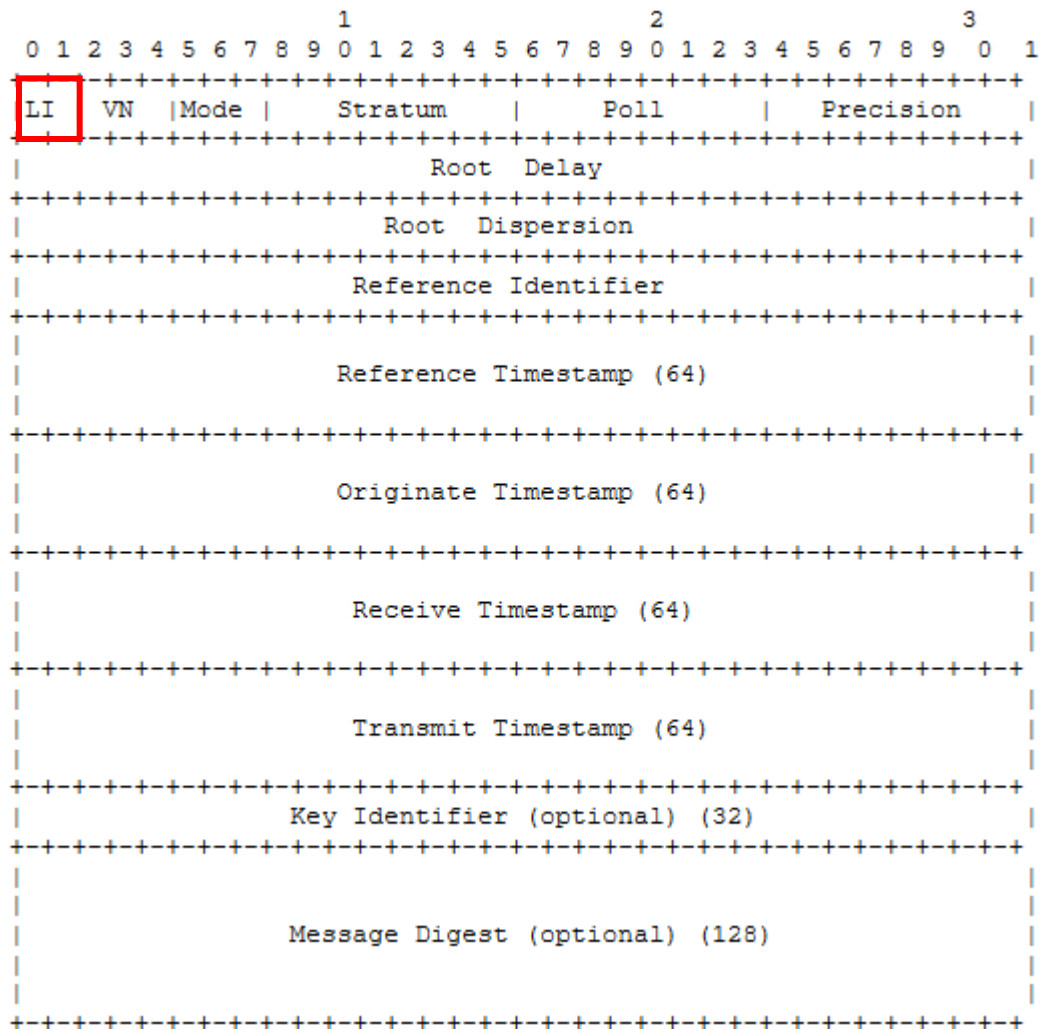 1                   2                   3
 0 1 2 3 4 5 6 7 8 9 0 1 2 3 4 5 6 7 8 9 0 1 2 3 4 5 6 7 8 9  0  1
+-+-+-+-+-+-+-+-+-+-+-+-+-+-+-+-+-+-+-+-+-+-+-+-+-+-+-+-+-+-+-+-+
|LI   VN  |Mode |    Stratum    |     Poll      |   Precision    |
+-+-+-+-+-+-+-+-+-+-+-+-+-+-+-+-+-+-+-+-+-+-+-+-+-+-+-+-+-+-+-+-+
|                          Root  Delay                           |
+-+-+-+-+-+-+-+-+-+-+-+-+-+-+-+-+-+-+-+-+-+-+-+-+-+-+-+-+-+-+-+-+
|                       Root  Dispersion                         |
+-+-+-+-+-+-+-+-+-+-+-+-+-+-+-+-+-+-+-+-+-+-+-+-+-+-+-+-+-+-+-+-+
|                     Reference Identifier                       |
+-+-+-+-+-+-+-+-+-+-+-+-+-+-+-+-+-+-+-+-+-+-+-+-+-+-+-+-+-+-+-+-+
|                                                                |
|                    Reference Timestamp (64)                    |
|                                                                |
+-+-+-+-+-+-+-+-+-+-+-+-+-+-+-+-+-+-+-+-+-+-+-+-+-+-+-+-+-+-+-+-+
|                                                                |
|                    Originate Timestamp (64)                    |
|                                                                |
+-+-+-+-+-+-+-+-+-+-+-+-+-+-+-+-+-+-+-+-+-+-+-+-+-+-+-+-+-+-+-+-+
|                                                                |
|                     Receive Timestamp (64)                     |
|                                                                |
+-+-+-+-+-+-+-+-+-+-+-+-+-+-+-+-+-+-+-+-+-+-+-+-+-+-+-+-+-+-+-+-+
|                                                                |
|                     Transmit Timestamp (64)                    |
|                                                                |
+-+-+-+-+-+-+-+-+-+-+-+-+-+-+-+-+-+-+-+-+-+-+-+-+-+-+-+-+-+-+-+-+
|                 Key Identifier (optional) (32)                 |
+-+-+-+-+-+-+-+-+-+-+-+-+-+-+-+-+-+-+-+-+-+-+-+-+-+-+-+-+-+-+-+-+
|                                                                |
|                                                                |
|                 Message Digest (optional) (128)                |
|                                                                |
|                                                                |
+-+-+-+-+-+-+-+-+-+-+-+-+-+-+-+-+-+-+-+-+-+-+-+-+-+-+-+-+-+-+-+-+